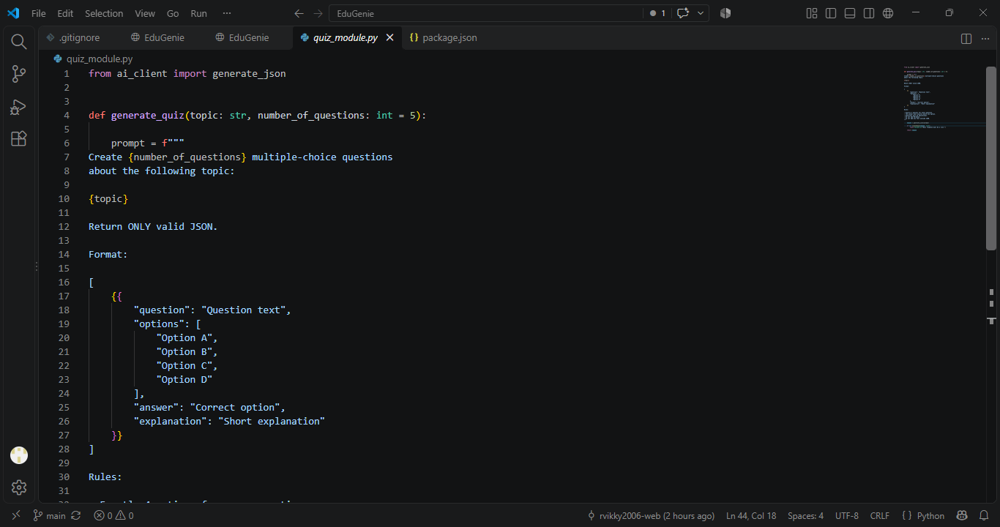 File Edit Selection View Go Run ··· EduGenie 1
.gitignore EduGenie EduGenie quiz_module.py {} package.json ···
quiz_module.py
1 from ai_client import generate_json
2
3
4 def generate_quiz(topic: str, number_of_questions: int = 5):
5
6 prompt = f"""
7 Create {number_of_questions} multiple-choice questions
8 about the following topic:
9
10 {topic}
11
12 Return ONLY valid JSON.
13
14 Format:
15
16 [
17 {{
18 "question": "Question text",
19 "options": [
20 "Option A",
21 "Option B",
22 "Option C",
23 "Option D"
24 ],
25 "answer": "Correct option",
26 "explanation": "Short explanation"
27 }}
28 ]
29
30 Rules:
31
main 0 0 rvikky2006-web (2 hours ago) Ln 44, Col 18 Spaces: 4 UTF-8 CRLF {} Python